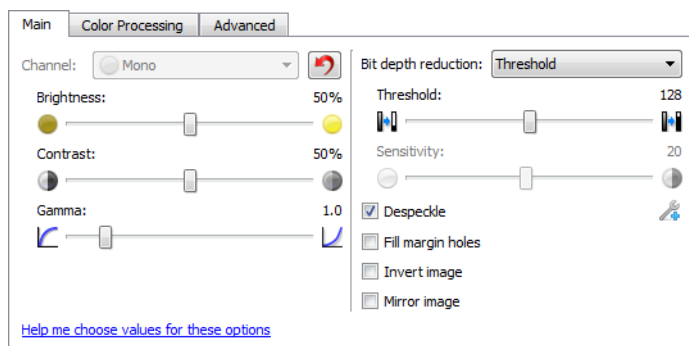 Main Color Processing Advanced
Channel: Mono
Brightness: 50%
Contrast: 50%
Gamma: 1.0
Help me choose values for these options
Bit depth reduction: Threshold
Threshold: 128
Sensitivity: 20
Despeckle
Fill margin holes
Invert image
Mirror image